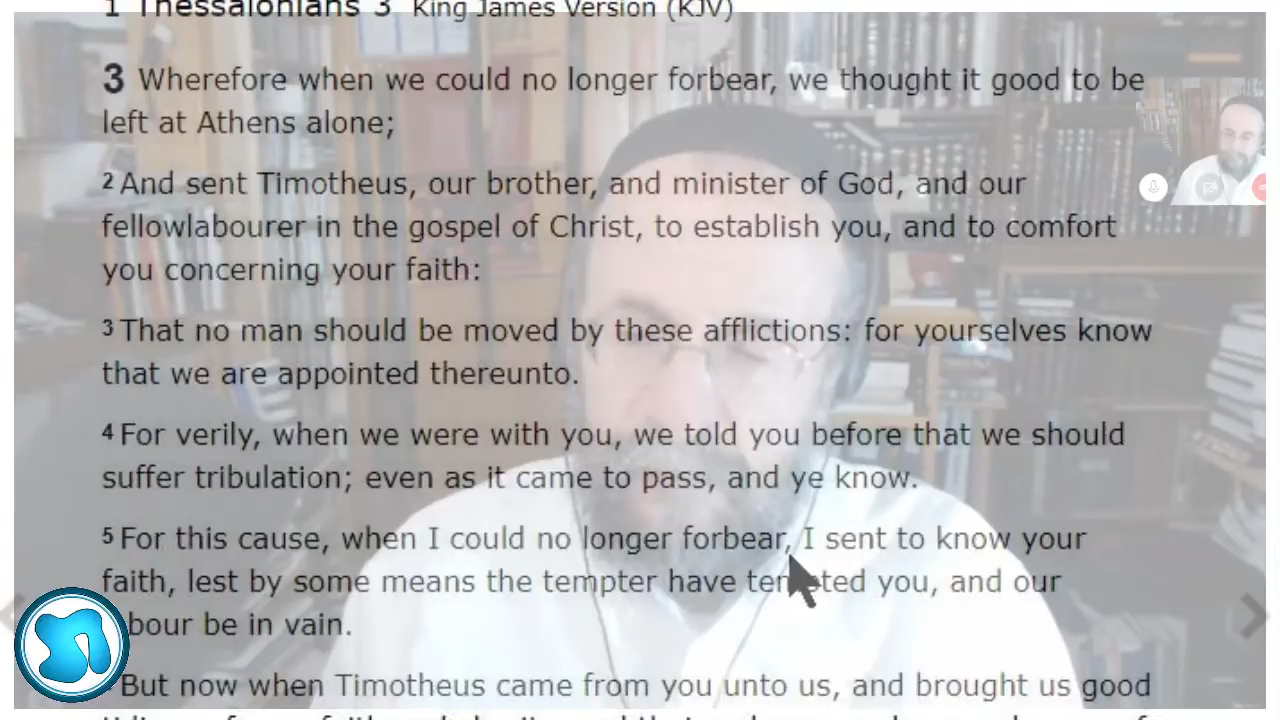 1 Thessalonians 3 King James Version (KJV)
3 Wherefore when we could no longer forbear, we thought it good to be
left at Athens alone;
2 And sent Timotheus, our brother, and minister of God, and our
fellowlabourer in the gospel of Christ, to establish you, and to comfort
you concerning your faith:
3 That no man should be moved by these afflictions: for yourselves know
that we are appointed thereunto.
4 For verily, when we were with you, we told you before that we should
suffer tribulation; even as it came to pass, and ye know.
5 For this cause, when I could no longer forbear, I sent to know your
faith, lest by some means the tempter have tempted you, and our
bour be in vain.
But now when Timotheus came from you unto us, and brought us good